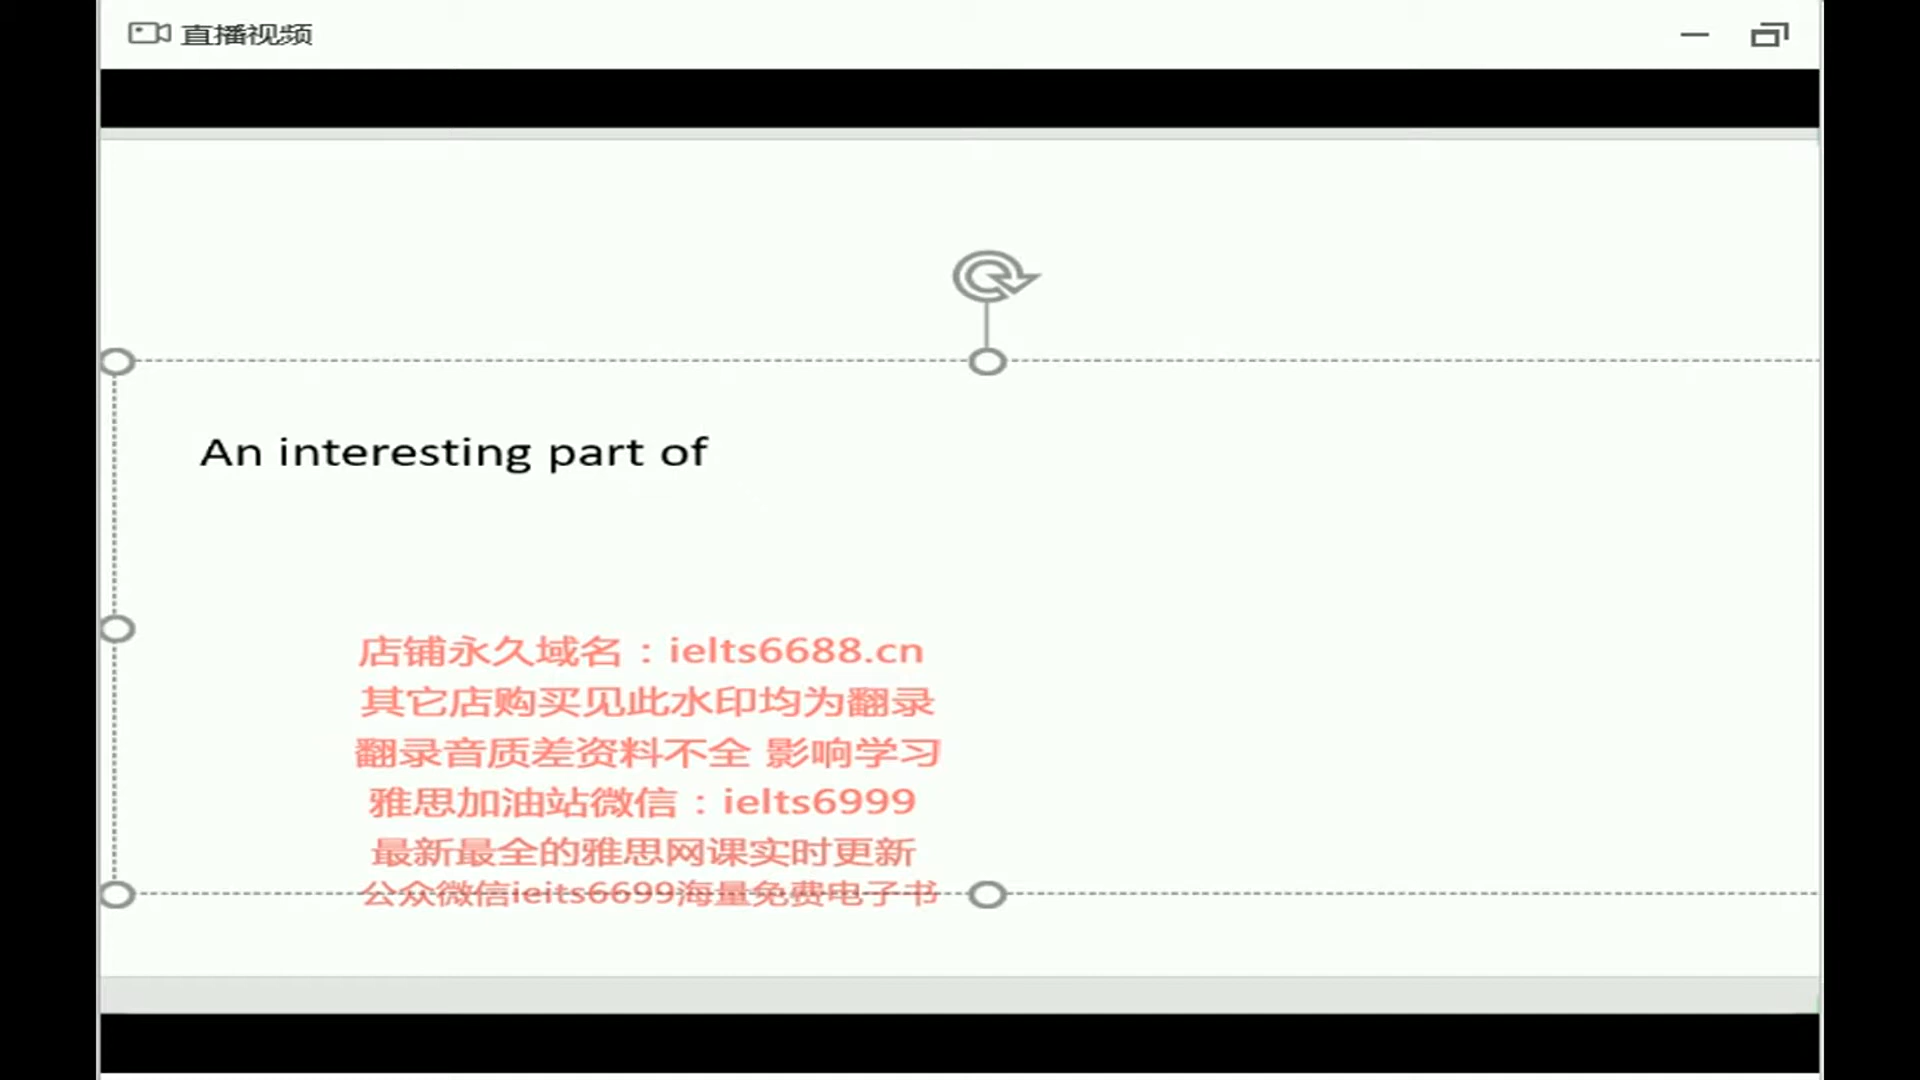 直播视频
An interesting part of
店铺永久域名：ielts6688.cn
其它店购买见此水印均为翻录
翻录音质差资料不全 影响学习
雅思加油站微信：ielts6999
最新最全的雅思网课实时更新
公众微信ieits6699海量免费电子书